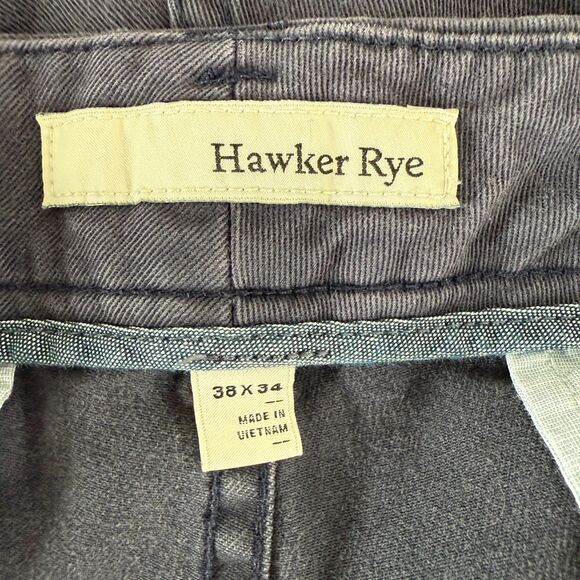 Hawker Rye
38 X 34
MADE IN
VIETNAM